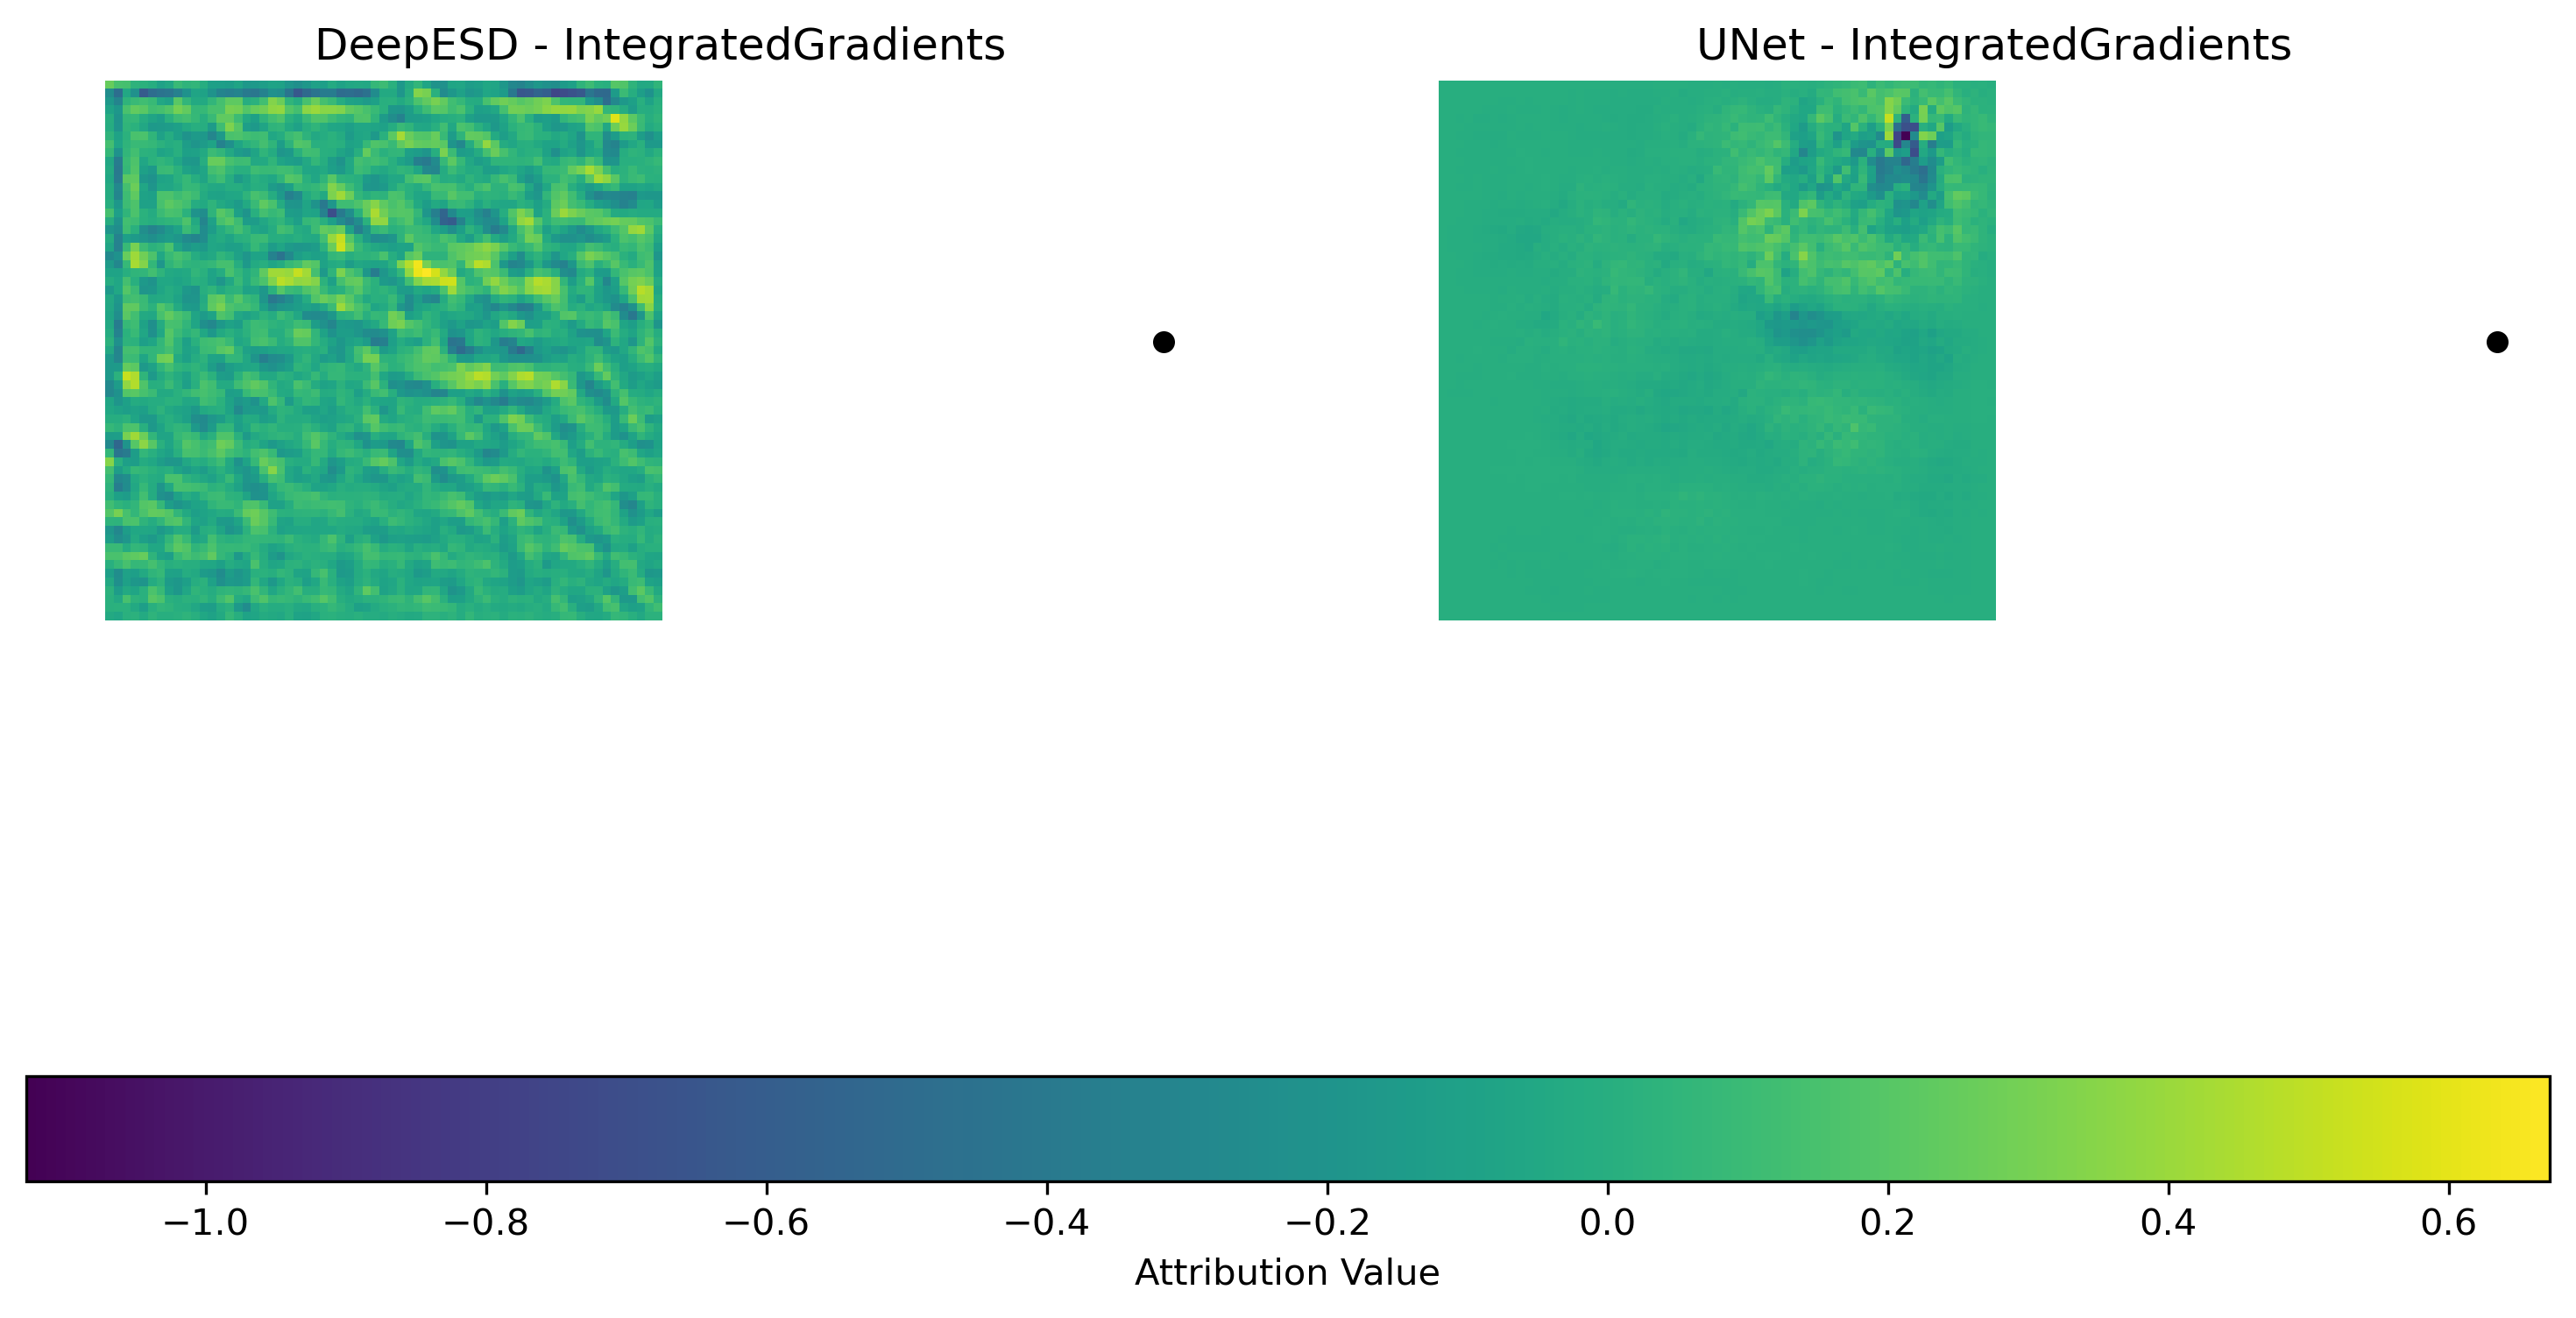 DeepESD - IntegratedGradients
UNet - IntegratedGradients
−1.0 −0.8 −0.6 −0.4 −0.2 0.0 0.2 0.4 0.6
Attribution Value